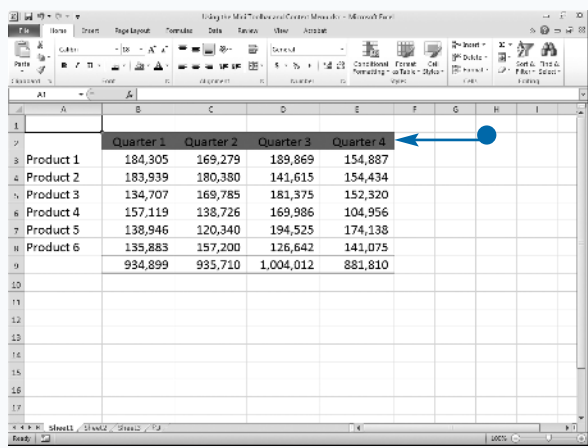 Using the Mini Toolbar and Context Menu.xlsx - Microsoft Excel
File Home Insert Page Layout Formulas Data Review View Acrobat
Calibri 18 A A General Insert
Paste B I U $ % , Conditional Format Cell Delete Sort & Find &
Formatting as Table Styles Format Filter Select
Clipboard Font Alignment Number Styles Cells Editing
A1 fx
A B C D E F G H I
1
2 Quarter 1 Quarter 2 Quarter 3 Quarter 4
3 Product 1 184,305 169,279 189,869 154,887
4 Product 2 183,939 180,380 141,615 154,434
5 Product 3 134,707 169,785 181,375 152,320
6 Product 4 157,119 138,726 169,986 104,956
7 Product 5 138,946 120,340 194,525 174,138
8 Product 6 135,883 157,200 126,642 141,075
9 934,899 935,710 1,004,012 881,810
10
11
12
13
14
15
16
17
Sheet1 Sheet2 Sheet3
Ready 100%